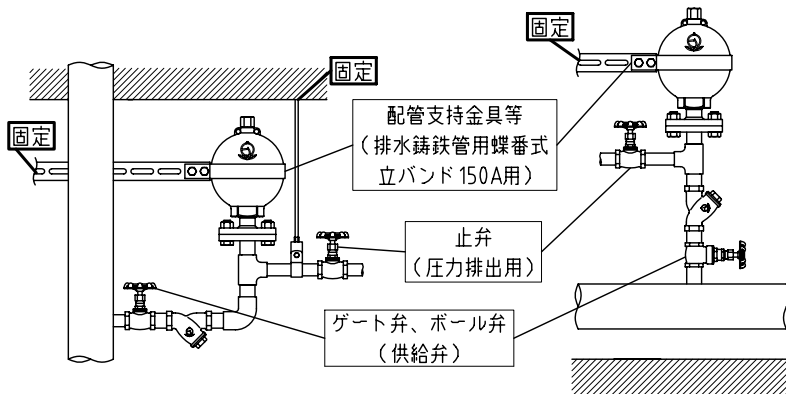 固定
固定
固定
配管支持金具等
(排水鋳鉄管用蝶番式
立バンド150A用)
止弁
(圧力排出用)
ゲート弁、ボール弁
(供給弁)